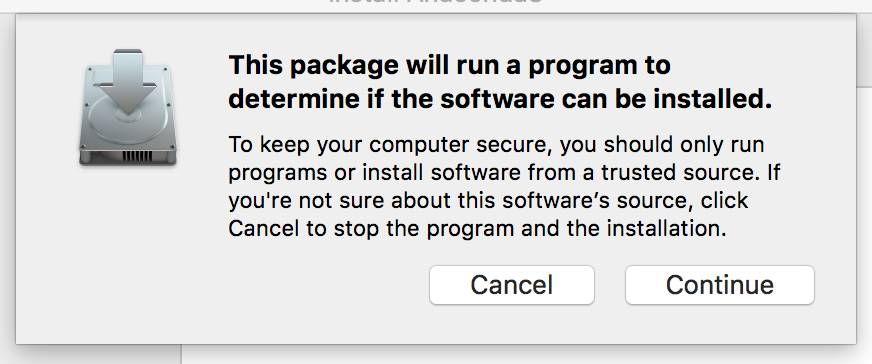 This package will run a program to
determine if the software can be installed.
To keep your computer secure, you should only run
programs or install software from a trusted source. If
you're not sure about this software’s source, click
Cancel to stop the program and the installation.
Cancel
Continue